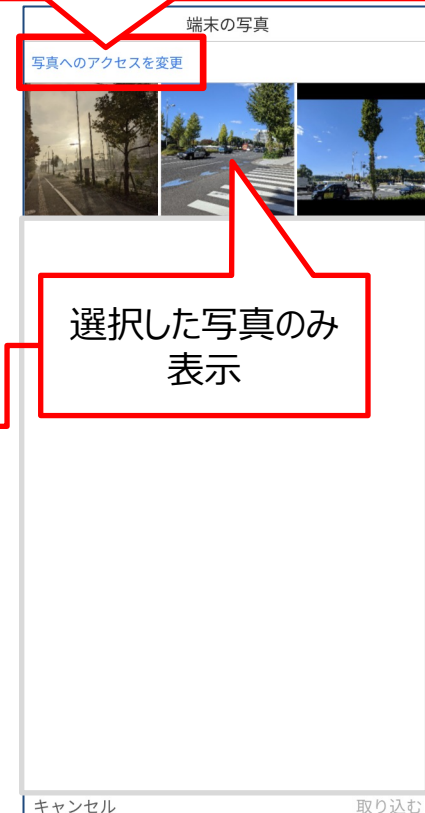 端末の写真
写真へのアクセスを変更
選択した写真のみ
表示
キャンセル
取り込む